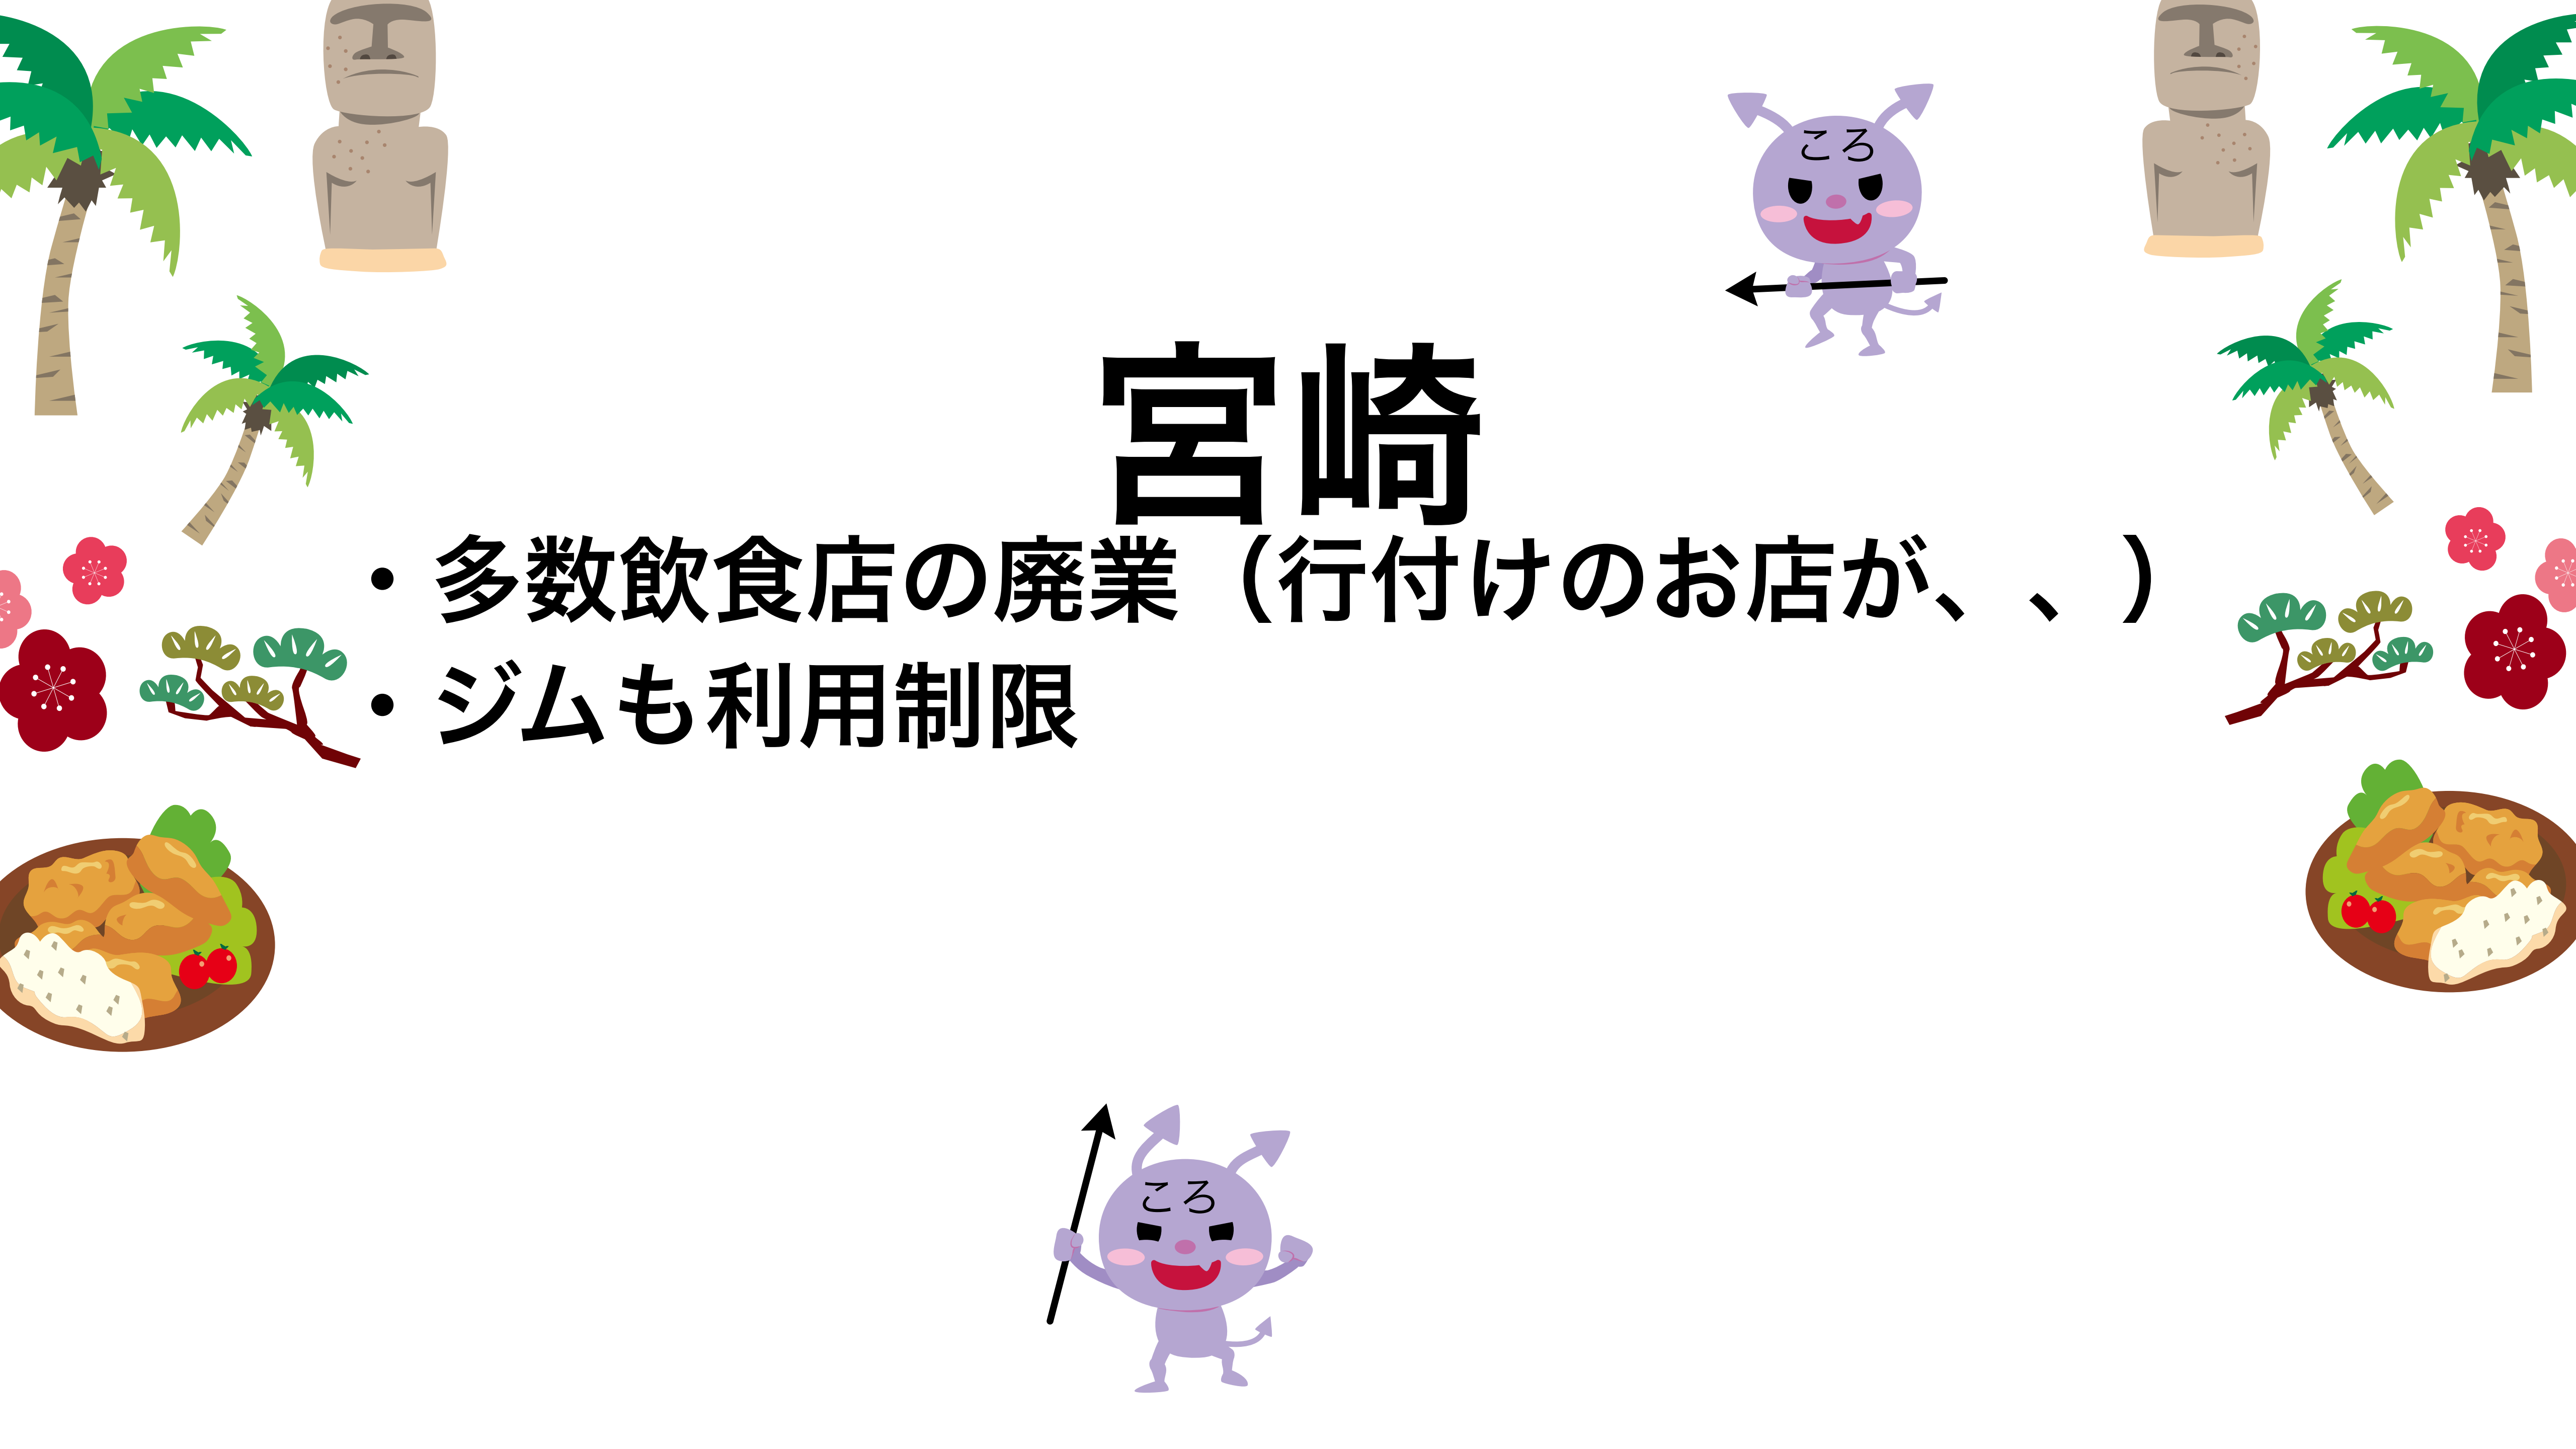 ころ
宮崎
・多数飲食店の廃業（行付けのお店が、、）
・ジムも利用制限
ころ